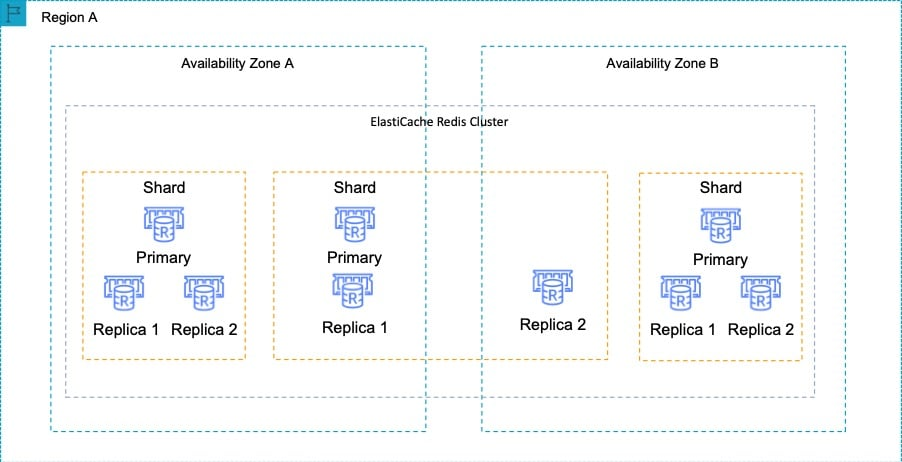 Region A
Availability Zone A
Availability Zone B
ElastiCache Redis Cluster
Shard
R
Primary
R
R
Replica 1
Replica 2
Shard
R
Primary
R
Replica 1
R
Replica 2
Shard
R
Primary
R
R
Replica 1
Replica 2